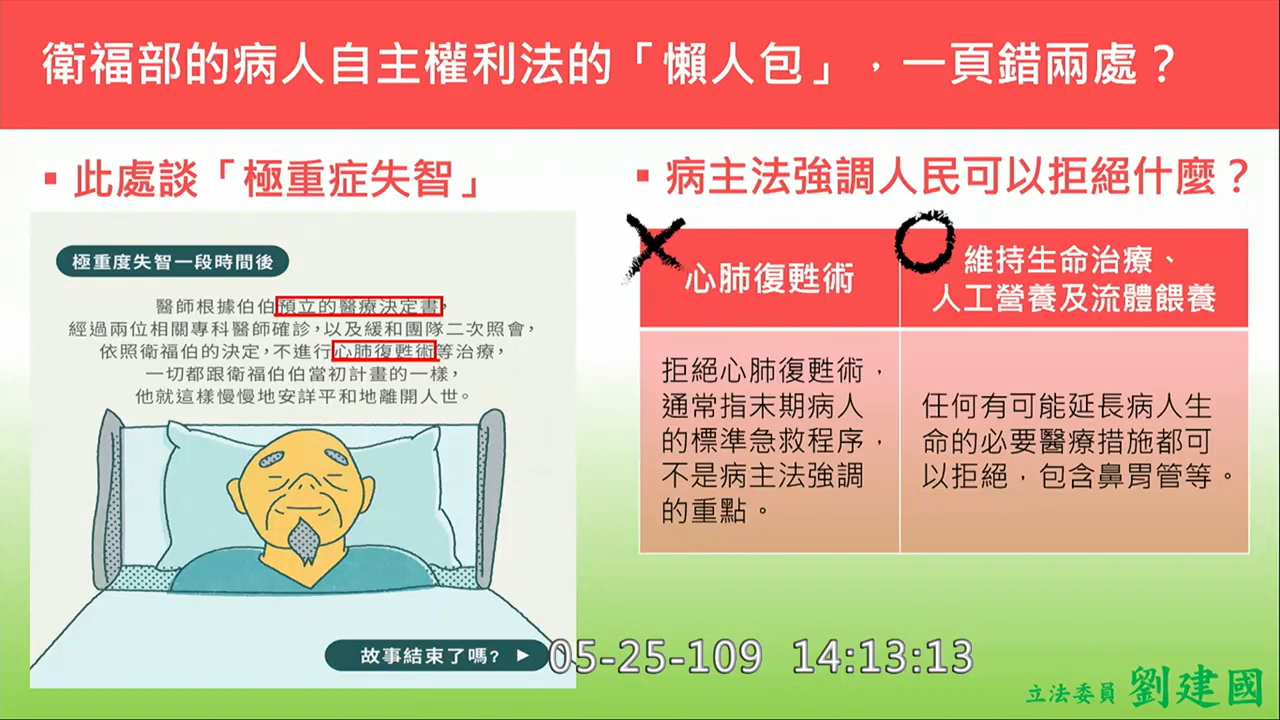 衛福部的病人自主權利法的「懶人包」,一頁錯兩處?
▪ 此處談「極重症失智」
極重度失智一段時間後
醫師根據伯伯預立的醫療決定書,
經過兩位相關專科醫師確診,以及緩和團隊二次照會,
依照衛福伯的決定,不進行心肺復甦術等治療,
一切都跟衛福伯伯當初計畫的一樣,
他就這樣慢慢地安詳平和地離開人世。
故事結束了嗎? ▶
▪ 病主法強調人民可以拒絕什麼?
心肺復甦術
維持生命治療、
人工營養及流體餵養
拒絕心肺復甦術,
通常指末期病人
的標準急救程序,
不是病主法強調
的重點。
任何有可能延長病人生
命的必要醫療措施都可
以拒絕,包含鼻胃管等。
05-25-109 14:13:13
立法委員 劉建國